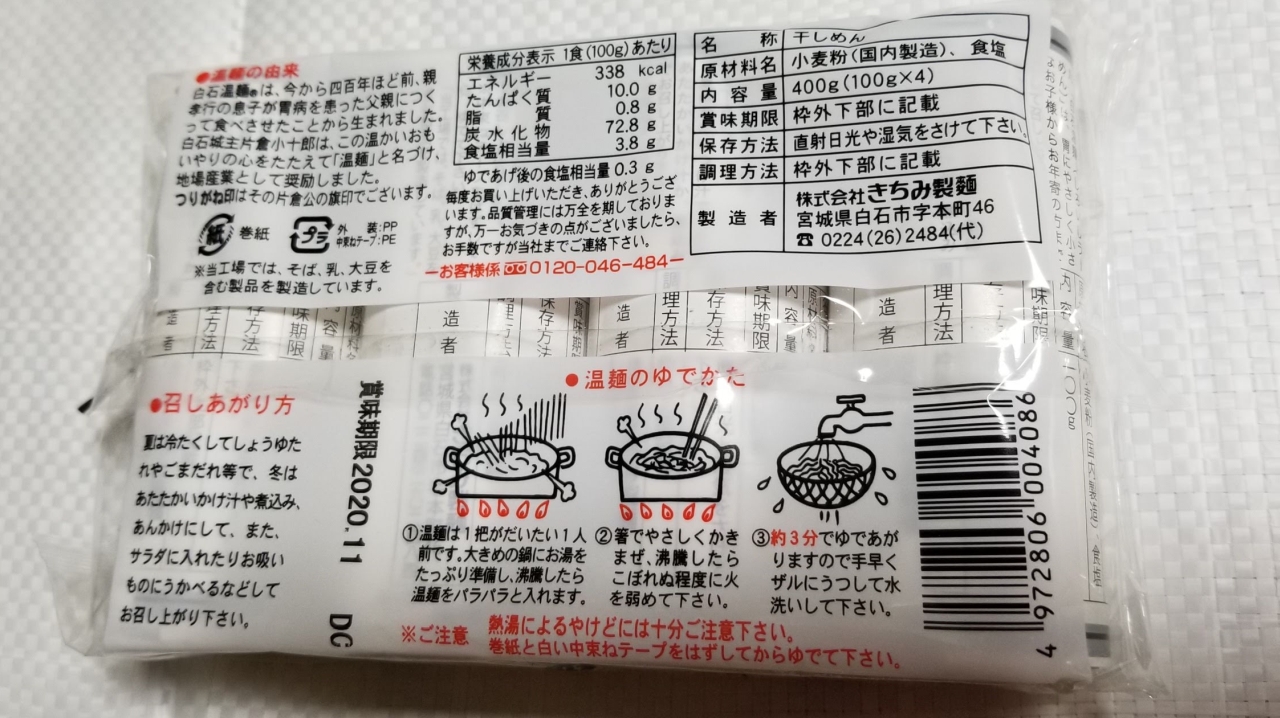 ●温麺の由来
白石温麺®は、今から四百年ほど前、親
孝行の息子が胃病を患った父親につく
って食べさせたことから生まれました。
白石城主片倉小十郎は、この温かいおも
いやりの心をたたえて「温麺」と名づけ、
地場産業として奨励しました。
つりがね印はその片倉公の旗印でございます。
紙 巻紙 プラ 外 装:PP
中束ねテープ:PE
※当工場では、そば、乳、大豆を
含む製品を製造しています。
栄養成分表示 1食(100g)あたり
エネルギー 338 kcal
たんぱく質 10.0 g
脂 質 0.8 g
炭水化物 72.8 g
食塩相当量 3.8 g
ゆであげ後の食塩相当量 0.3 g
毎度お買い上げいただき、ありがとうござ
います。品質管理には万全を期しておりま
すが、万一お気づきの点がございましたら、
お手数ですが当社までご連絡下さい。
ーお客様係 0120-046-484ー
名 称 干しめん
原材料名 小麦粉(国内製造)、食塩
内容量 400g(100g×4)
賞味期限 枠外下部に記載
保存方法 直射日光や湿気をさけて下さい。
調理方法 枠外下部に記載
製造者 株式会社きちみ製麺
宮城県白石市字本町46
☎ 0224(26)2484(代)
●召しあがり方
夏は冷たくしてしょうゆた
れやごまだれ等で、冬は
あたたかいかけ汁や煮込み、
あんかけにして、また、
サラダに入れたりお吸い
ものにうかべるなどして
お召し上がり下さい。
賞味期限2020.11 DG
●温麺のゆでかた
①温麺は1把がだいたい1人
前です。大きめの鍋にお湯を
たっぷり準備し、沸騰したら
温麺をバラバラと入れます。
②箸でやさしくかき
まぜ、沸騰したら
こぼれぬ程度に火
を弱めて下さい。
③約3分でゆであが
りますので手早く
ザルにうつして水
洗いして下さい。
※ご注意 熱湯によるやけどには十分ご注意下さい。
巻紙と白い中束ねテープをはずしてからゆでて下さい。
4 972806 004086